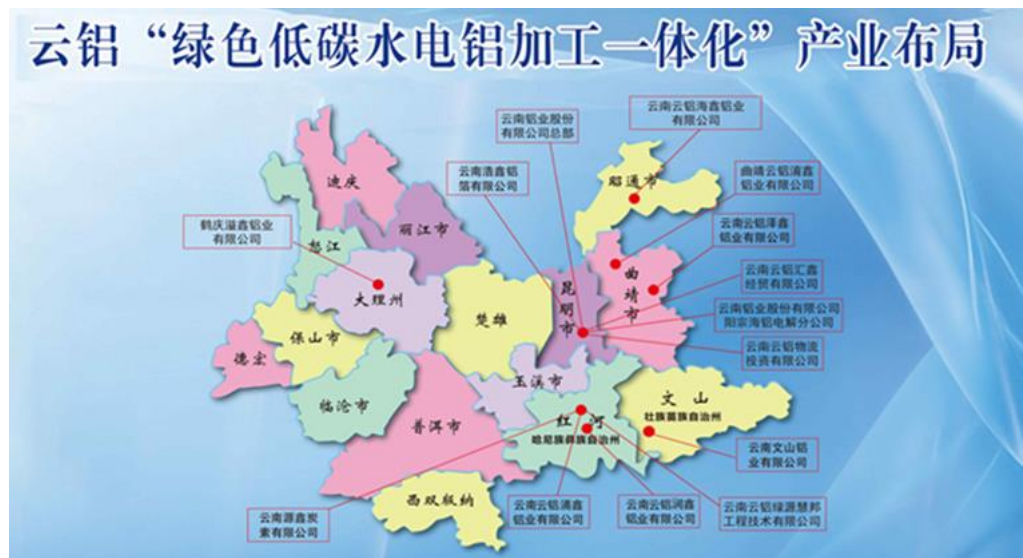 云铝“绿色低碳水电铝加工一体化”产业布局
云南云铝海鑫铝业
有限公司
云南铝业股份
有限公司总部
云南浩鑫铝
箔有限公司
曲靖云铝淯鑫
铝业有限公司
云南云铝泽鑫
铝业有限公司
鹤庆溢鑫铝业
有限公司
云南云铝汇鑫
经贸有限公司
云南铝业股份有限公司
阳宗海铝电解分公司
云南云铝物流
投资有限公司
迪庆
昭通市
丽江市
怒江
大理州
昆明市
曲靖市
楚雄
保山市
德宏
临沧市
玉溪市
普洱市
红河
哈尼族彝族自治州
文山
壮族苗族自治州
西双版纳
云南文山铝
业有限公司
云南源鑫炭
素有限公司
云南云铝涌鑫
铝业有限公司
云南云铝润鑫
铝业有限公司
云南云铝绿源慧邦
工程技术有限公司